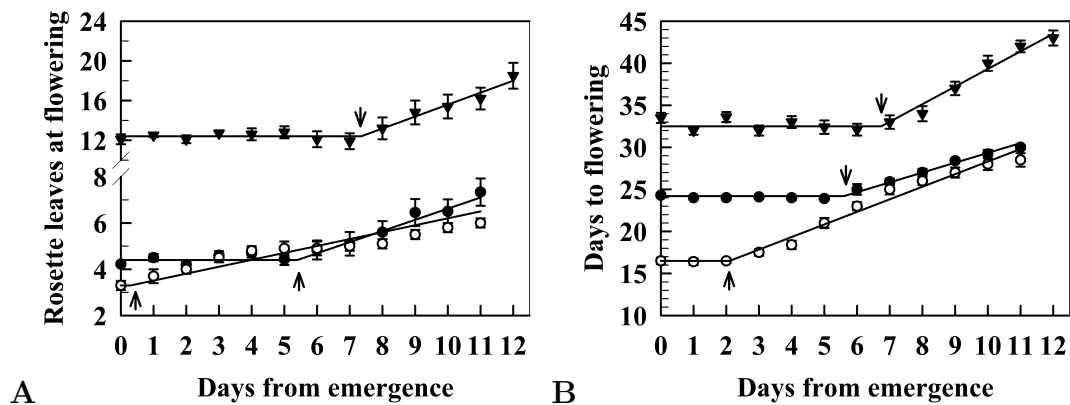 Rosette leaves at flowering
24
20
16
12
8
6
4
2
0 1 2 3 4 5 6 7 8 9 10 11 12
Days from emergence
A
Days to flowering
45
40
35
30
25
20
15
10
0 1 2 3 4 5 6 7 8 9 10 11 12
Days from emergence
B